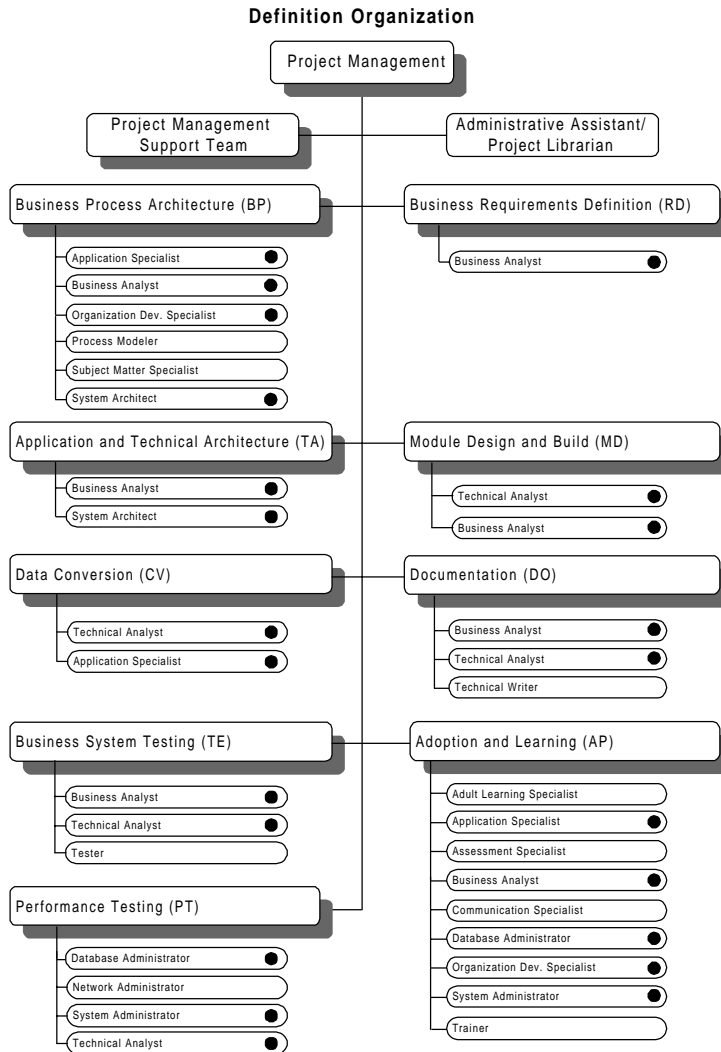 Definition Organization
Project Management
Project Management
Support Team
Administrative Assistant/
Project Librarian
Business Process Architecture (BP)
Application Specialist
Business Analyst
Organization Dev. Specialist
Process Modeler
Subject Matter Specialist
System Architect
Business Requirements Definition (RD)
Business Analyst
Application and Technical Architecture (TA)
Business Analyst
System Architect
Module Design and Build (MD)
Technical Analyst
Business Analyst
Data Conversion (CV)
Technical Analyst
Application Specialist
Documentation (DO)
Business Analyst
Technical Analyst
Technical Writer
Business System Testing (TE)
Business Analyst
Technical Analyst
Tester
Adoption and Learning (AP)
Adult Learning Specialist
Application Specialist
Assessment Specialist
Business Analyst
Communication Specialist
Database Administrator
Organization Dev. Specialist
System Administrator
Trainer
Performance Testing (PT)
Database Administrator
Network Administrator
System Administrator
Technical Analyst